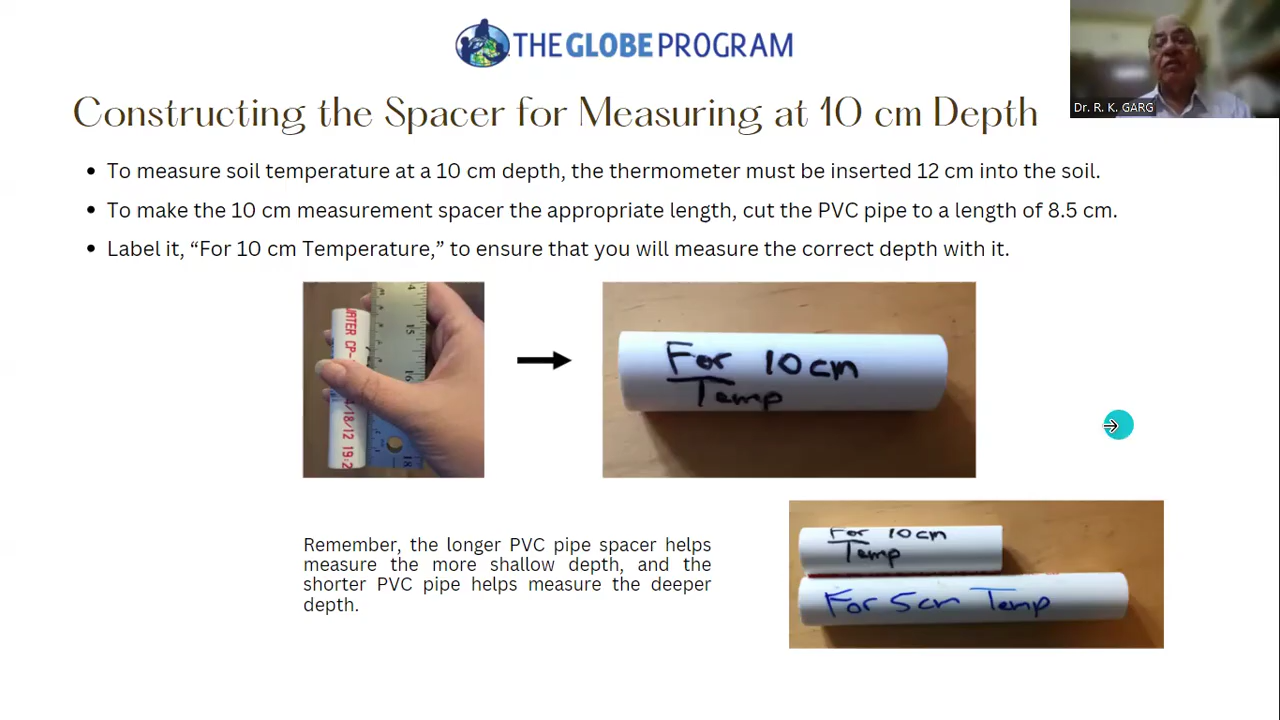 THE GLOBE PROGRAM
Dr. R. K. GARG
Constructing the Spacer for Measuring at 10 cm Depth
• To measure soil temperature at a 10 cm depth, the thermometer must be inserted 12 cm into the soil.
• To make the 10 cm measurement spacer the appropriate length, cut the PVC pipe to a length of 8.5 cm.
• Label it, “For 10 cm Temperature,” to ensure that you will measure the correct depth with it.
15
16
18
For 10cm
Temp
Remember, the longer PVC pipe spacer helps
measure the more shallow depth, and the
shorter PVC pipe helps measure the deeper
depth.
For 10cm
Temp
For 5cm Temp